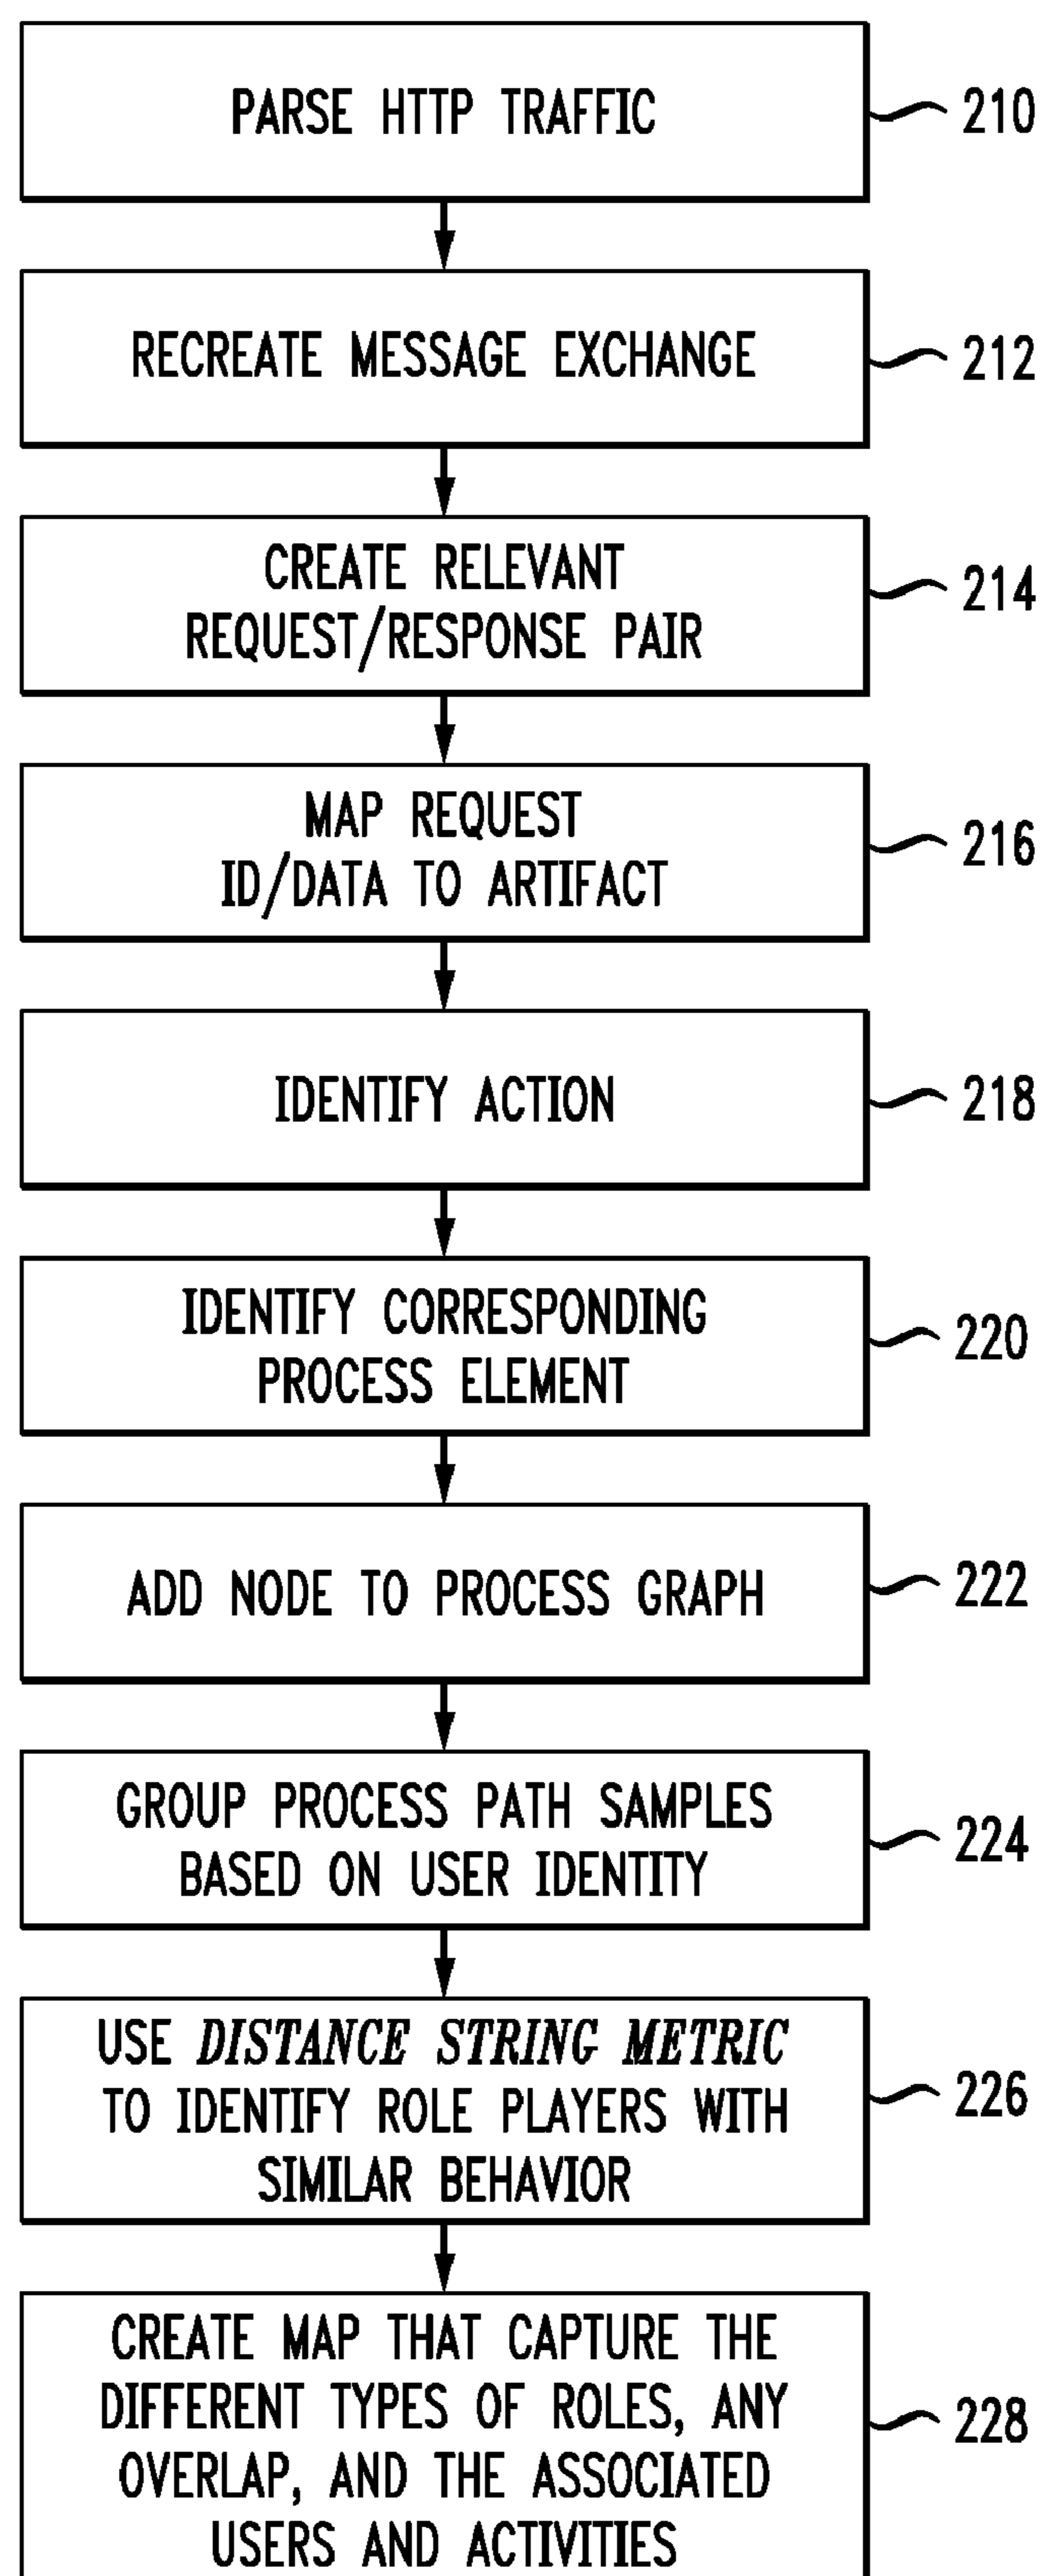 PARSE HTTP TRAFFIC
210
RECREATE MESSAGE EXCHANGE
212
CREATE RELEVANT
REQUEST/RESPONSE PAIR
214
MAP REQUEST
ID/DATA TO ARTIFACT
216
IDENTIFY ACTION
218
IDENTIFY CORRESPONDING
PROCESS ELEMENT
220
ADD NODE TO PROCESS GRAPH
222
GROUP PROCESS PATH SAMPLES
BASED ON USER IDENTITY
224
USE DISTANCE STRING METRIC
TO IDENTIFY ROLE PLAYERS WITH
SIMILAR BEHAVIOR
226
CREATE MAP THAT CAPTURE THE
DIFFERENT TYPES OF ROLES, ANY
OVERLAP, AND THE ASSOCIATED
USERS AND ACTIVITIES
228